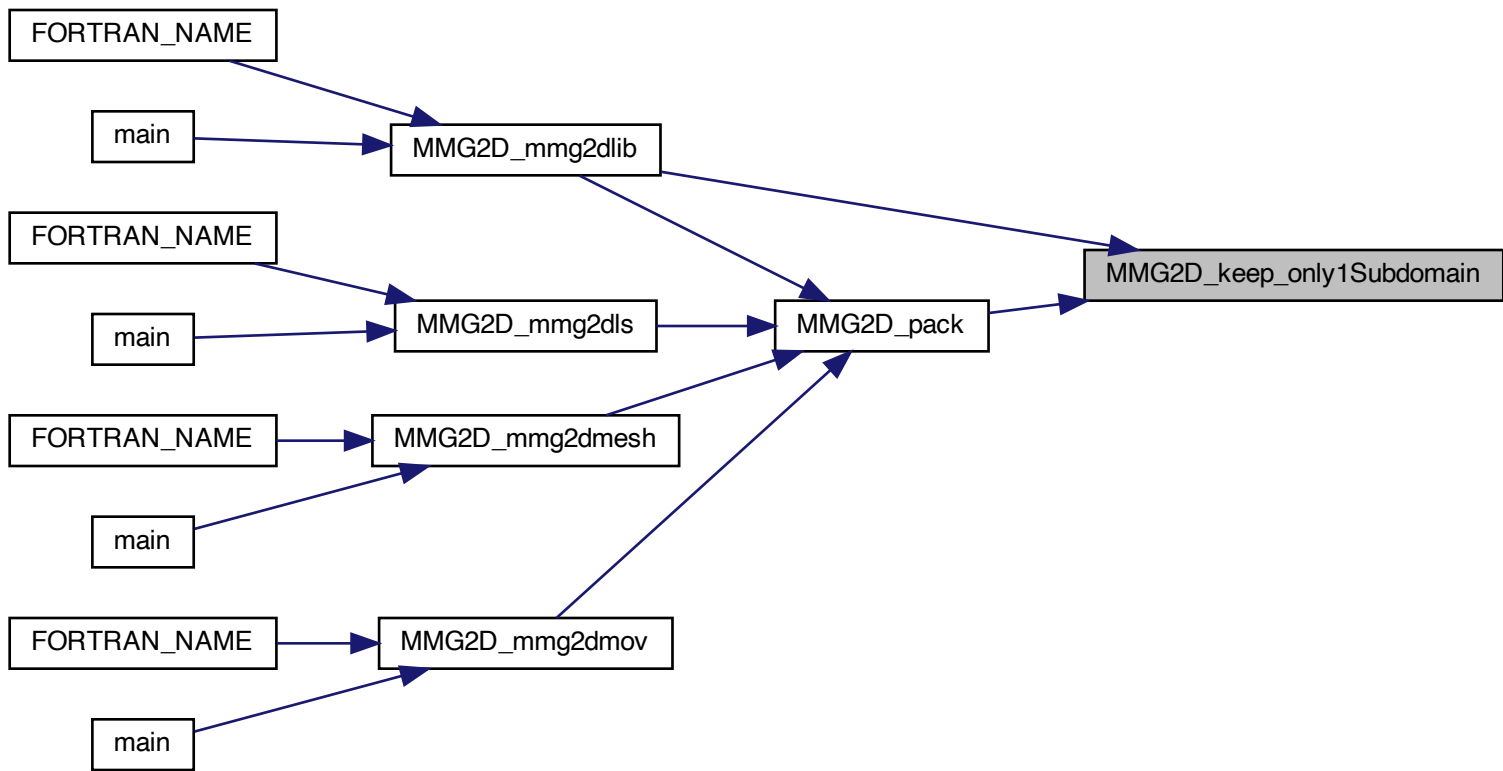 FORTRAN_NAME
main
MMG2D_mmg2dlib
FORTRAN_NAME
MMG2D_keep_only1Subdomain
main
MMG2D_mmg2dls
MMG2D_pack
FORTRAN_NAME
MMG2D_mmg2dmesh
main
FORTRAN_NAME
MMG2D_mmg2dmov
main